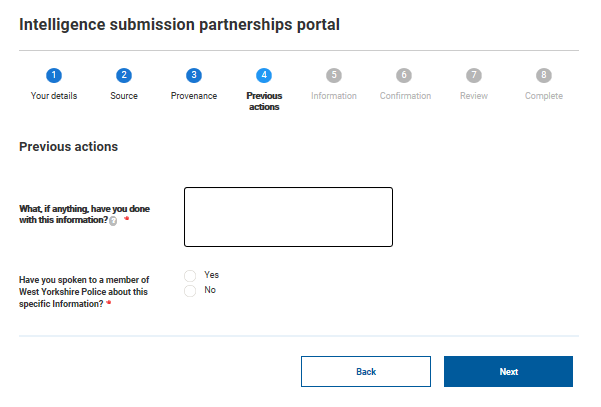 Intelligence submission partnerships portal
1 2 3 4 5 6 7 8
Your details Source Provenance Previous actions Information Confirmation Review Complete
Previous actions
What, if anything, have you done
with this information? *
Have you spoken to a member of
West Yorkshire Police about this
specific Information? *
Yes
No
Back Next